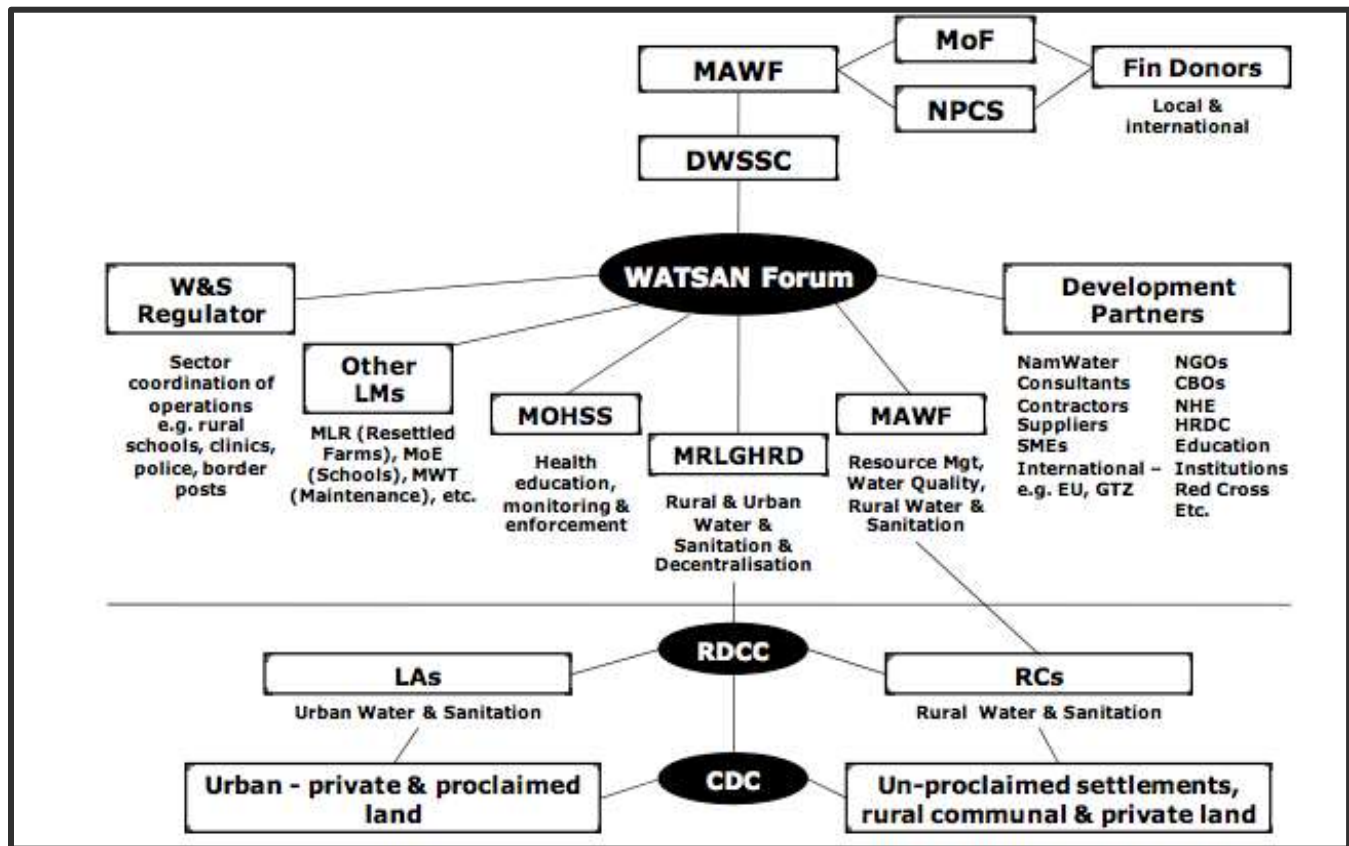 MoF
MAWF
Fin Donors
NPCS
Local &
international
DWSSC
WATSAN Forum
W&S
Regulator
Sector
coordination of
operations
e.g. rural
schools, clinics,
police, border
posts
Other
LMs
MLR (Resettled
Farms), MoE
(Schools), MWT
(Maintenance), etc.
MOHSS
Health
education,
monitoring &
enforcement
MRLGHRD
Rural & Urban
Water &
Sanitation &
Decentralisation
MAWF
Resource Mgt,
Water Quality,
Rural Water &
Sanitation
Development
Partners
NamWater
Consultants
Contractors
Suppliers
SMEs
International –
e.g. EU, GTZ
NGOs
CBOs
NHE
HRDC
Education
Institutions
Red Cross
Etc.
RDCC
LAs
Urban Water & Sanitation
RCs
Rural Water & Sanitation
Urban - private & proclaimed
land
CDC
Un-proclaimed settlements,
rural communal & private land